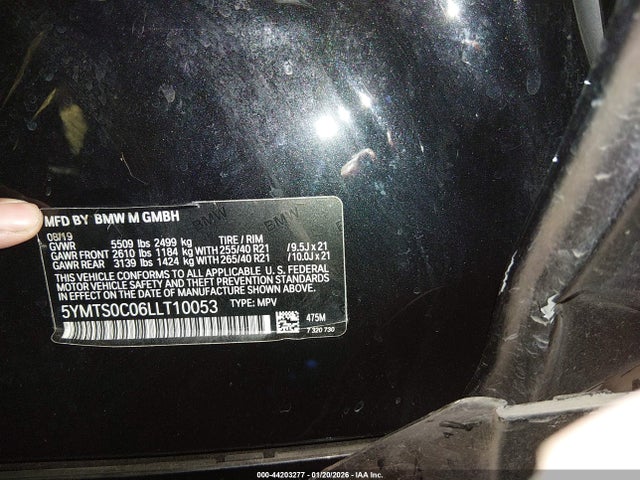 MFD BY BMW M GMBH
08/19
GVWR 5509 lbs 2499 kg TIRE / RIM
GAWR FRONT 2610 lbs 1184 kg WITH 255/40 R21 /9.5J x 21
GAWR REAR 3139 lbs 1424 kg WITH 265/40 R21 /10.0J x 21
THIS VEHICLE CONFORMS TO ALL APPLICABLE U. S. FEDERAL
MOTOR VEHICLE SAFETY AND THEFT PREVENTION STANDARDS
IN EFFECT ON THE DATE OF MANUFACTURE SHOWN ABOVE.
5YMTS0C06LLT10053 TYPE: MPV
475M
7 320 730
000-44203277 - 01/20/2026 - IAA Inc.